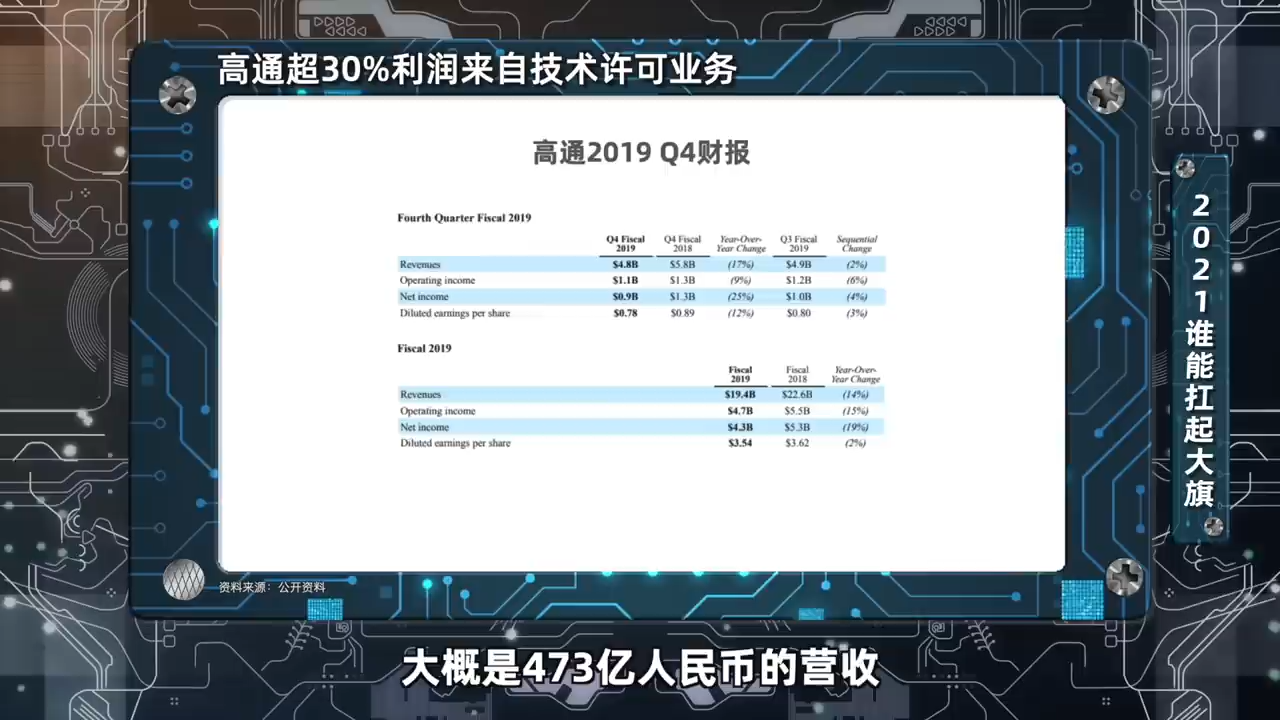 高通超30%利润来自技术许可业务
高通2019 Q4财报
Fourth Quarter Fiscal 2019
Q4 Fiscal 2019 Q4 Fiscal 2018 Year-Over-Year Change Q3 Fiscal 2019 Sequential Change
Revenues $4.8B $5.8B (17%) $4.9B (2%)
Operating income $1.1B $1.3B (9%) $1.2B (6%)
Net income $0.9B $1.3B (25%) $1.0B (4%)
Diluted earnings per share $0.78 $0.89 (12%) $0.80 (3%)
Fiscal 2019
Fiscal 2019 Fiscal 2018 Year-Over-Year Change
Revenues $19.4B $22.6B (14%)
Operating income $4.7B $5.5B (15%)
Net income $4.3B $5.3B (19%)
Diluted earnings per share $3.54 $3.62 (2%)
资料来源：公开资料
2021谁能扛起大旗
大概是473亿人民币的营收